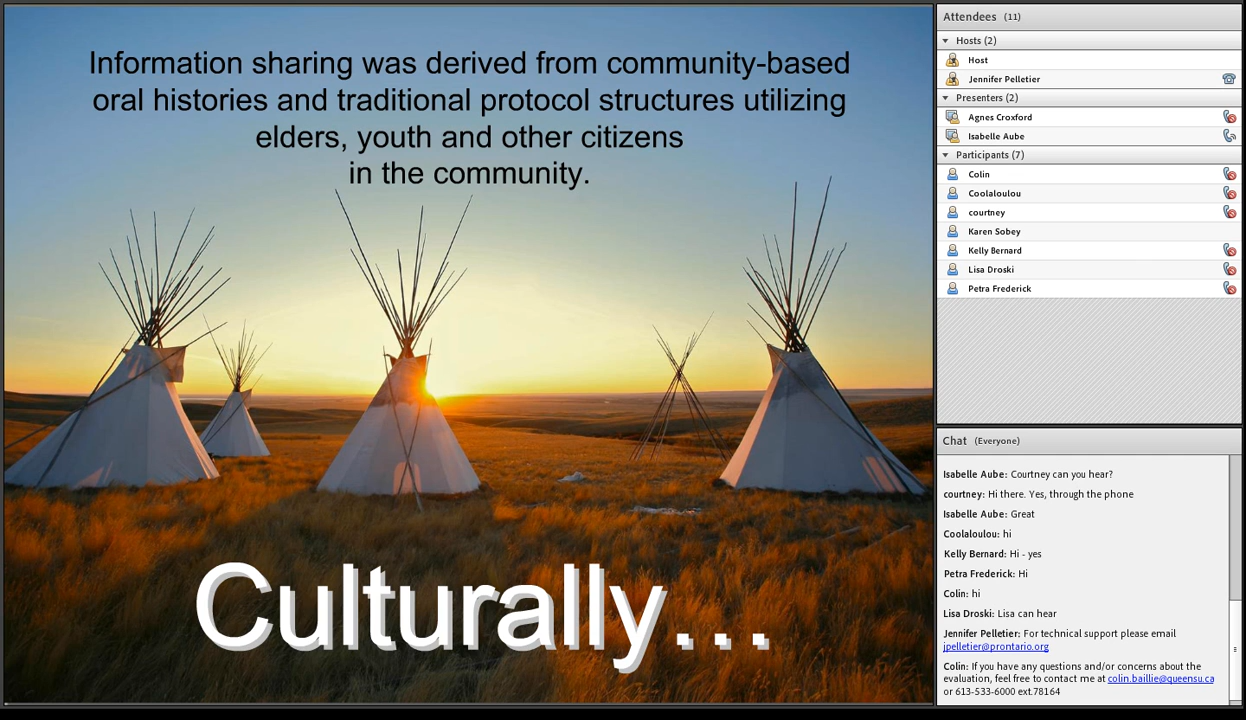 Information sharing was derived from community-based
oral histories and traditional protocol structures utilizing
elders, youth and other citizens
in the community.
Culturally...
Attendees (11)
Hosts (2)
Host
Jennifer Pelletier
Presenters (2)
Agnes Croxford
Isabelle Aube
Participants (7)
Colin
Coolaloulou
courtney
Karen Sobey
Kelly Bernard
Lisa Droski
Petra Frederick
Chat (Everyone)
Isabelle Aube: Courtney can you hear?
courtney: Hi there. Yes, through the phone
Isabelle Aube: Great
Coolaloulou: hi
Kelly Bernard: Hi - yes
Petra Frederick: Hi
Colin: hi
Lisa Droski: Lisa can hear
Jennifer Pelletier: For technical support please email
jpelletier@prontario.org
Colin: If you have any questions and/or concerns about the
evaluation, feel free to contact me at colin.baillie@queensu.ca
or 613-533-6000 ext.78164